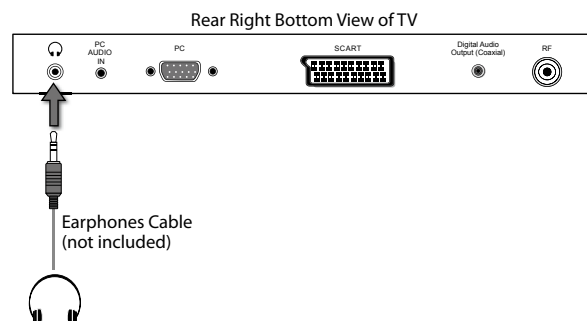 Rear Right Bottom View of TV
PC
AUDIO
IN
PC
SCART
Digital Audio
Output (Coaxial)
RF
Earphones Cable
(not included)